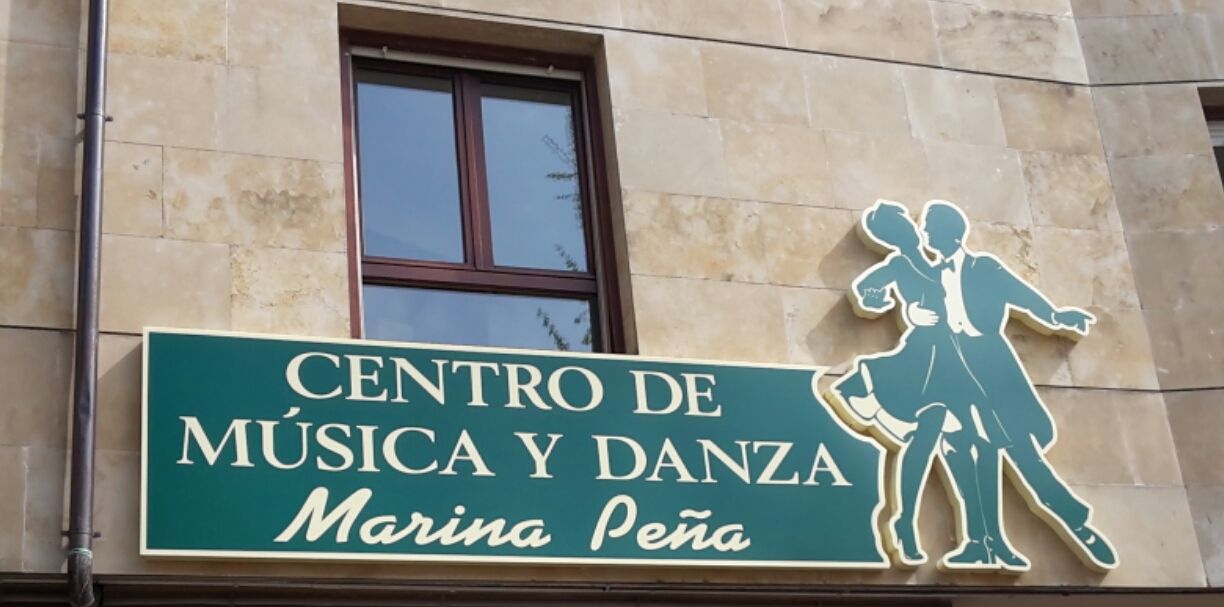 CENTRO DE
MÚSICA Y DANZA
Marina Peña